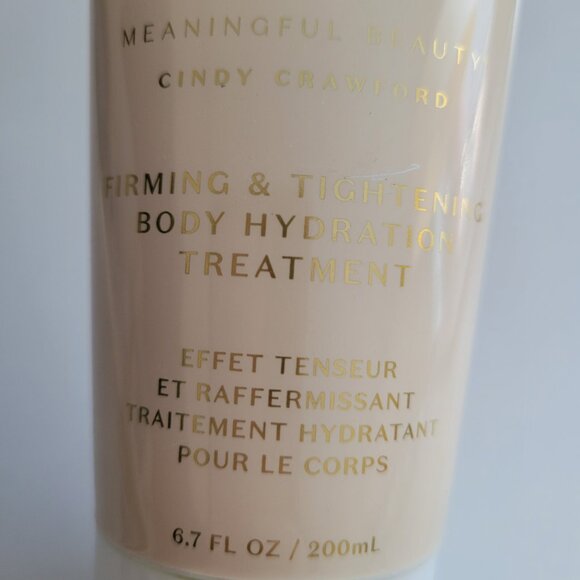 MEANINGFUL BEAUTY
CINDY CRAWFORD
FIRMING & TIGHTENING
BODY HYDRATION
TREATMENT
EFFET TENSEUR
ET RAFFERMISSANT
TRAITEMENT HYDRATANT
POUR LE CORPS
6.7 FL OZ / 200mL